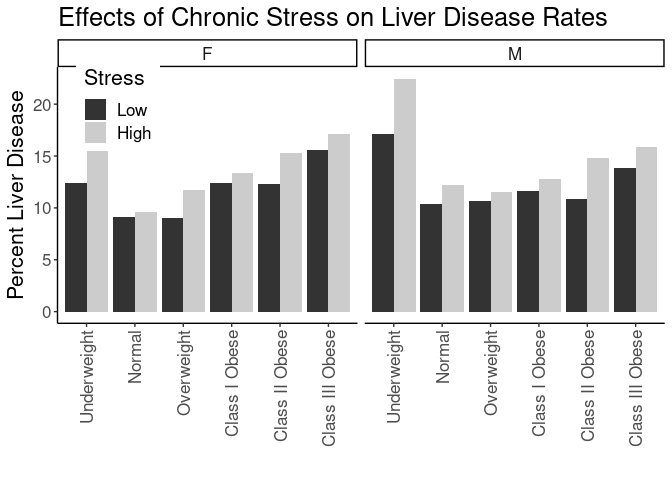 Effects of Chronic Stress on Liver Disease Rates
F
M
Stress
Low
High
Percent Liver Disease
20
15
10
5
0
Underweight
Normal
Overweight
Class I Obese
Class II Obese
Class III Obese
Underweight
Normal
Overweight
Class I Obese
Class II Obese
Class III Obese